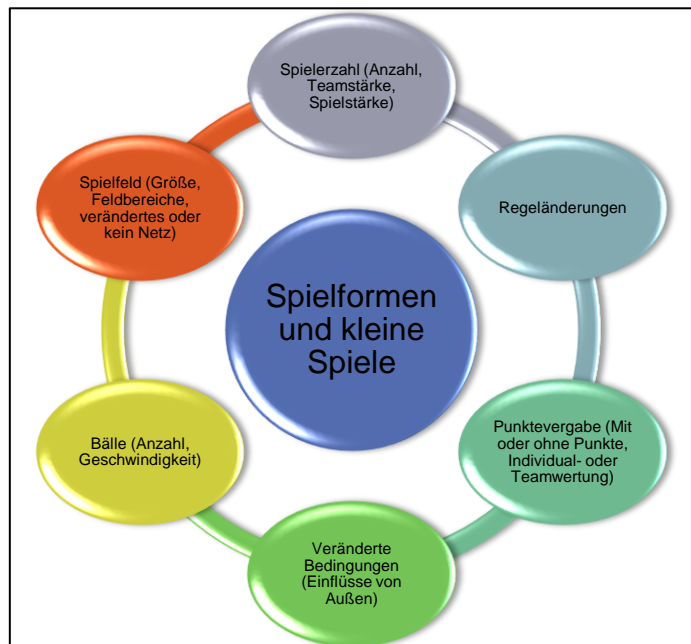 Spielerzahl (Anzahl,
Teamstärke,
Spielstärke)
Regeländerungen
Punktevergabe (Mit
oder ohne Punkte,
Individual- oder
Teamwertung)
Veränderte
Bedingungen
(Einflüsse von
Außen)
Bälle (Anzahl,
Geschwindigkeit)
Spielfeld (Größe,
Feldbereiche,
verändertes oder
kein Netz)
Spielformen
und kleine
Spiele